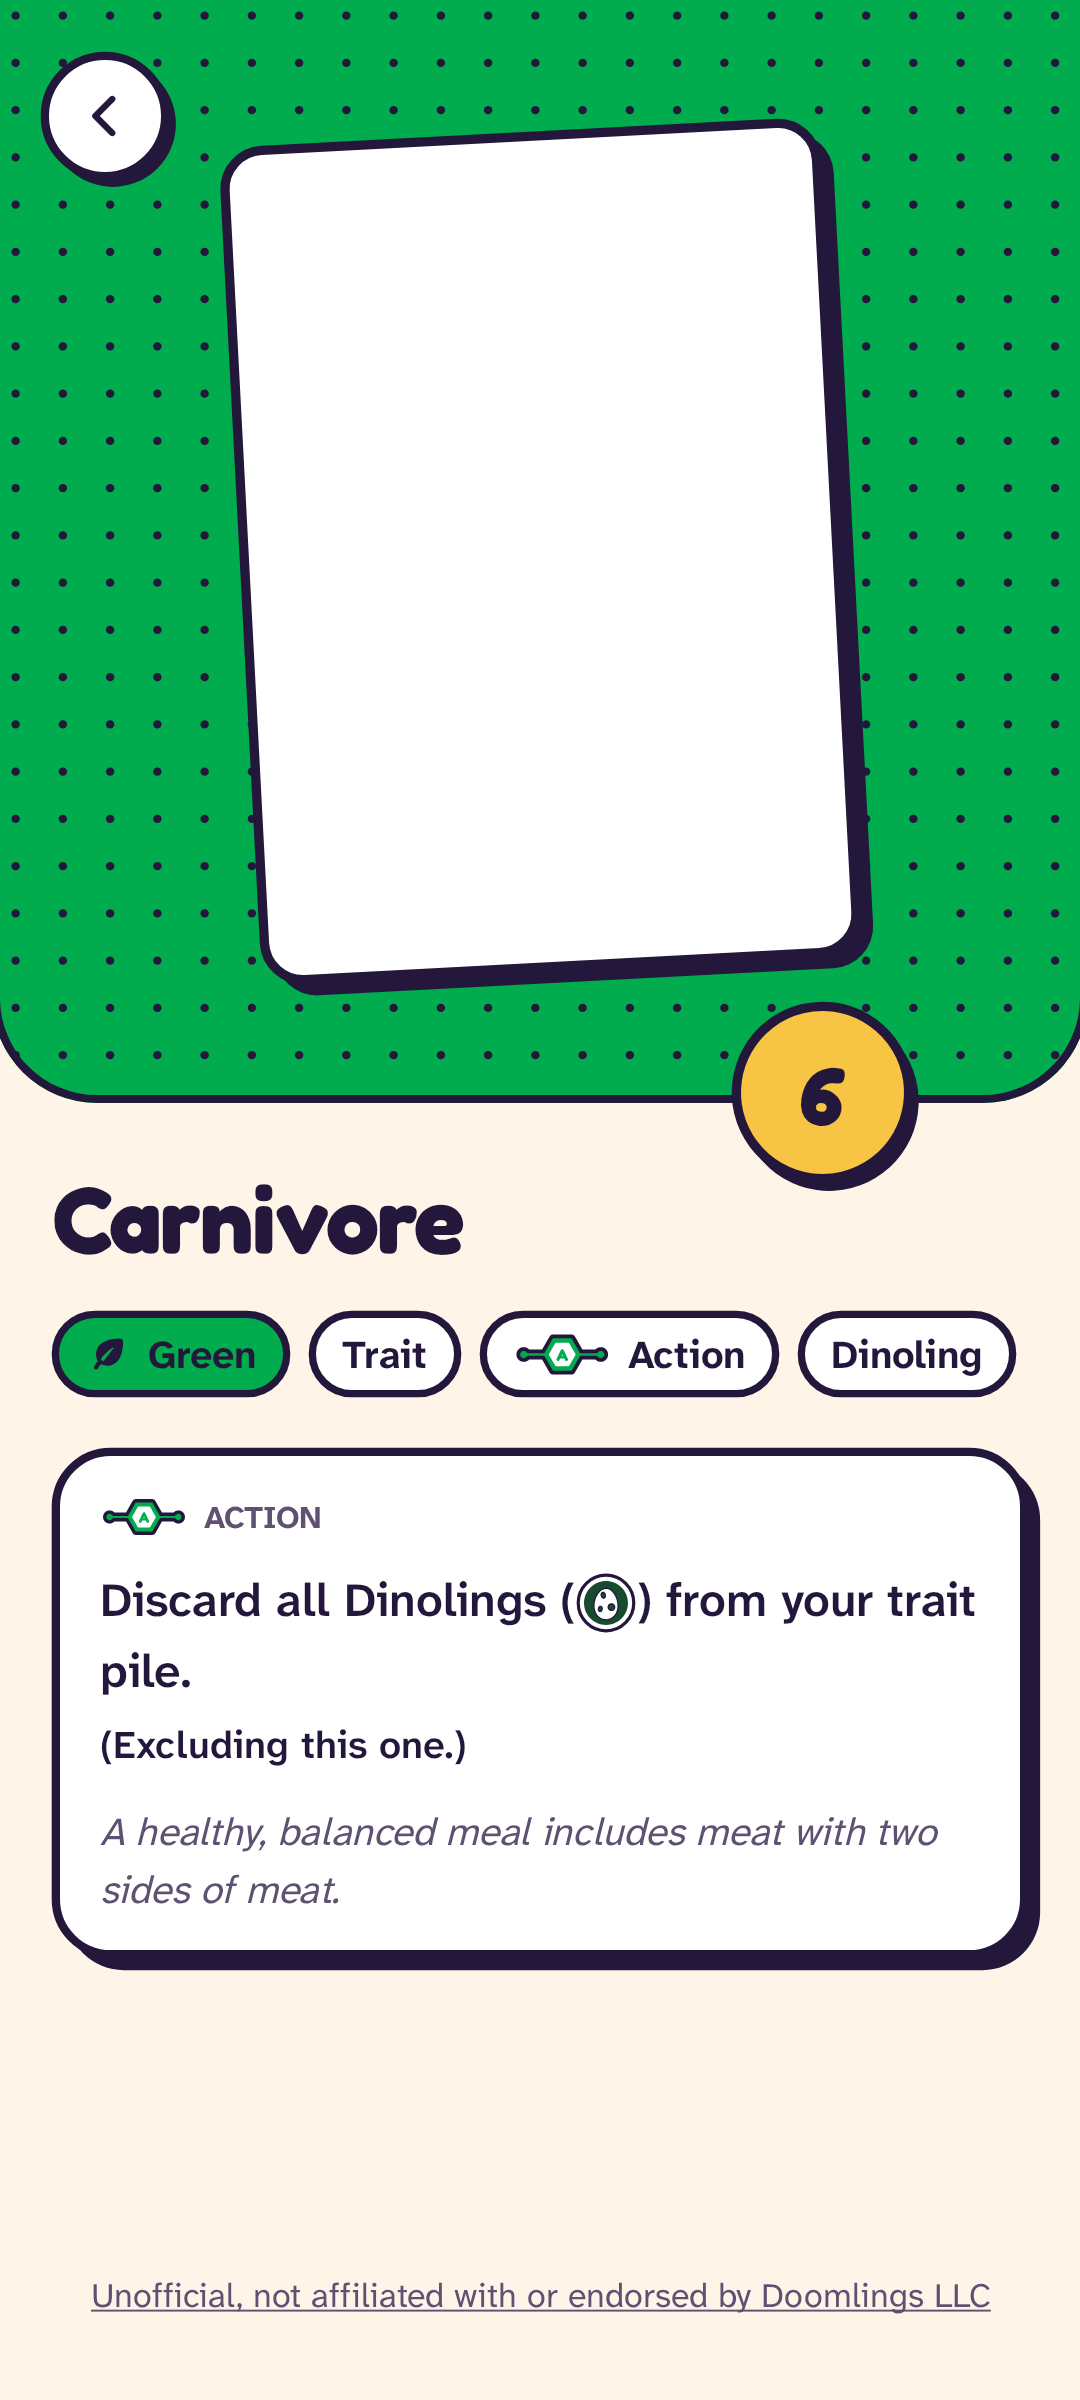 6
Carnivore
Green
Trait
A Action
Dinoling
A ACTION
Discard all Dinolings () from your trait
pile.
(Excluding this one.)
A healthy, balanced meal includes meat with two
sides of meat.
Unofficial, not affiliated with or endorsed by Doomlings LLC